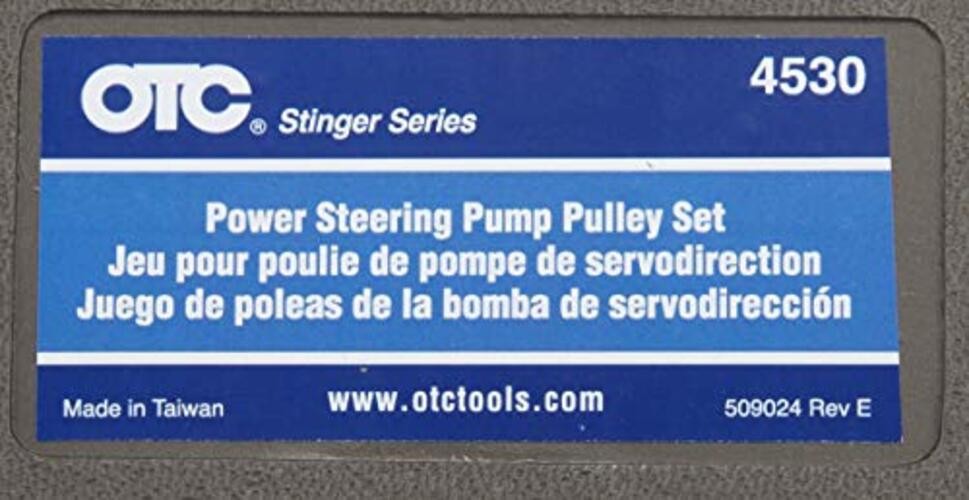 OTC® Stinger Series
4530
Power Steering Pump Pulley Set
Jeu pour poulie de pompe de servodirection
Juego de poleas de la bomba de servodirección
Made in Taiwan
www.otctools.com
509024 Rev E